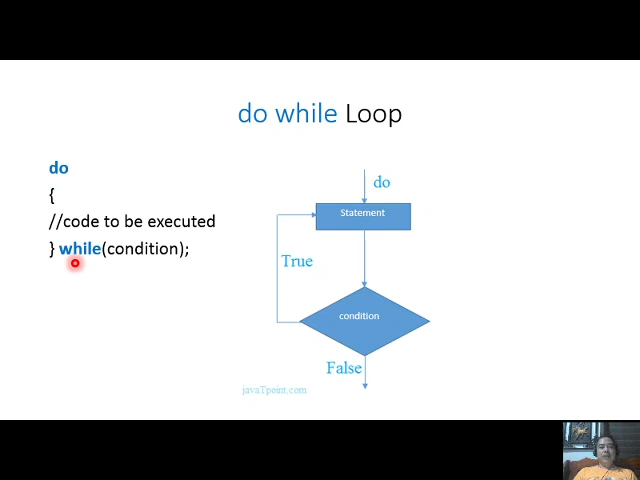 do while Loop
do
{
//code to be executed
} while(condition);
do
Statement
True
condition
False
javaTpoint.com